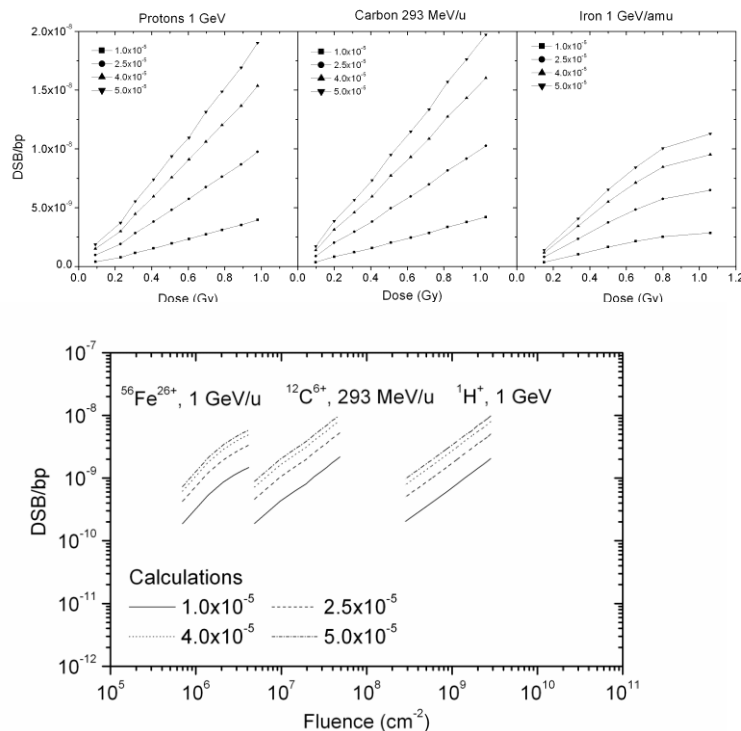 Protons 1 GeV
Carbon 293 MeV/u
Iron 1 GeV/amu
DSB/bp
2.0x10⁻⁸
1.5x10⁻⁸
1.0x10⁻⁸
5.0x10⁻⁹
0.0
1.0x10⁻⁵
2.5x10⁻⁵
4.0x10⁻⁵
5.0x10⁻⁵
1.0x10⁻⁵
2.5x10⁻⁵
4.0x10⁻⁵
5.0x10⁻⁵
1.0x10⁻⁵
2.5x10⁻⁵
4.0x10⁻⁵
5.0x10⁻⁵
0.0 0.2 0.4 0.6 0.8 1.0 0.0 0.2 0.4 0.6 0.8 1.0 0.0 0.2 0.4 0.6 0.8 1.0 1.2
Dose (Gy) Dose (Gy) Dose (Gy)
DSB/bp
10⁻⁷
10⁻⁸
10⁻⁹
10⁻¹⁰
10⁻¹¹
10⁻¹²
⁵⁶Fe²⁶⁺, 1 GeV/u
¹²C⁶⁺, 293 MeV/u
¹H⁺, 1 GeV
Calculations
1.0x10⁻⁵ 2.5x10⁻⁵
4.0x10⁻⁵ 5.0x10⁻⁵
10⁵ 10⁶ 10⁷ 10⁸ 10⁹ 10¹⁰ 10¹¹
Fluence (cm⁻²)